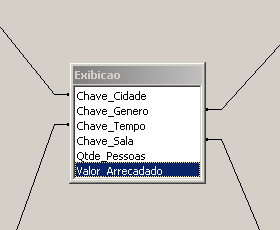 Exibicao
Chave_Cidade
Chave_Genero
Chave_Tempo
Chave_Sala
Qtde_Pessoas
Valor_Arrecadado